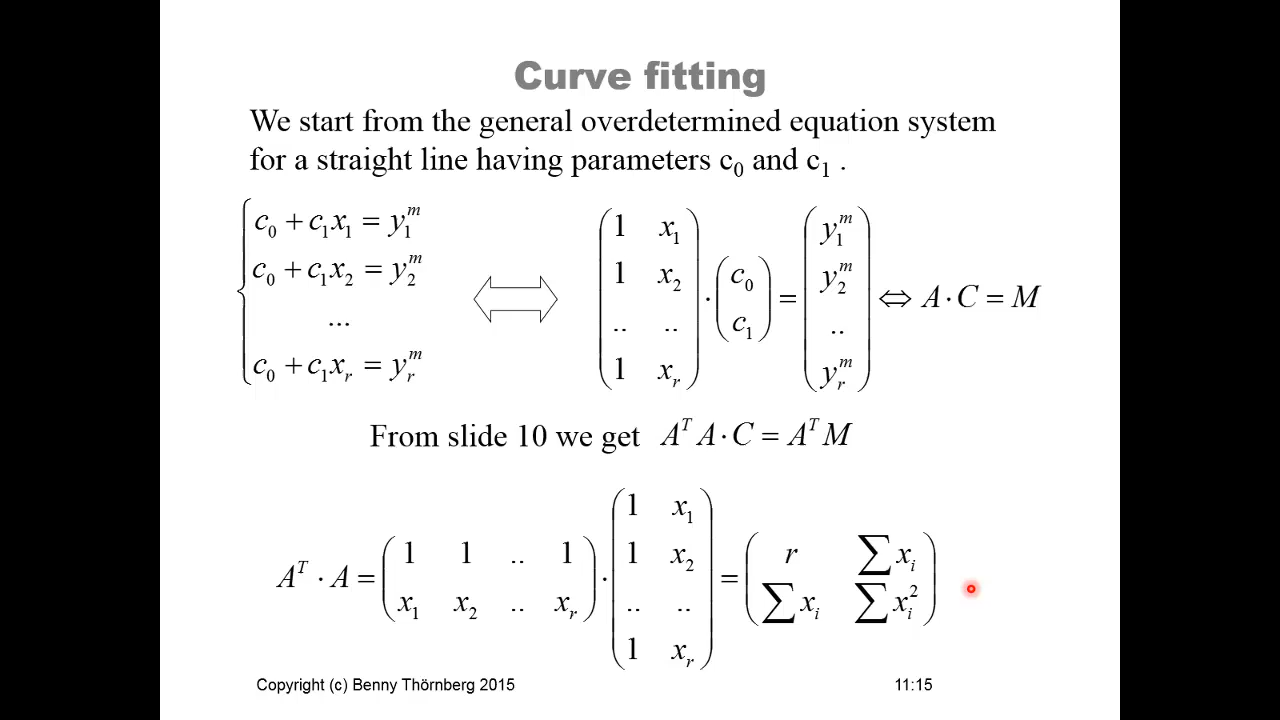 Curve fitting
We start from the general overdetermined equation system
for a straight line having parameters c₀ and c₁ .
c₀ + c₁x₁ = y₁ᵐ
c₀ + c₁x₂ = y₂ᵐ
...
c₀ + c₁xᵣ = yᵣᵐ
( 1 x₁
1 x₂
.. ..
1 xᵣ ) · ( c₀
c₁ ) = ( y₁ᵐ
y₂ᵐ
..
yᵣᵐ ) ⇔ A · C = M
From slide 10 we get Aᵀ A · C = Aᵀ M
Aᵀ · A = ( 1 1 .. 1
x₁ x₂ .. xᵣ ) · ( 1 x₁
1 x₂
.. ..
1 xᵣ ) = ( r ∑ xᵢ
∑ xᵢ ∑ xᵢ² )
Copyright (c) Benny Thörnberg 2015
11:15